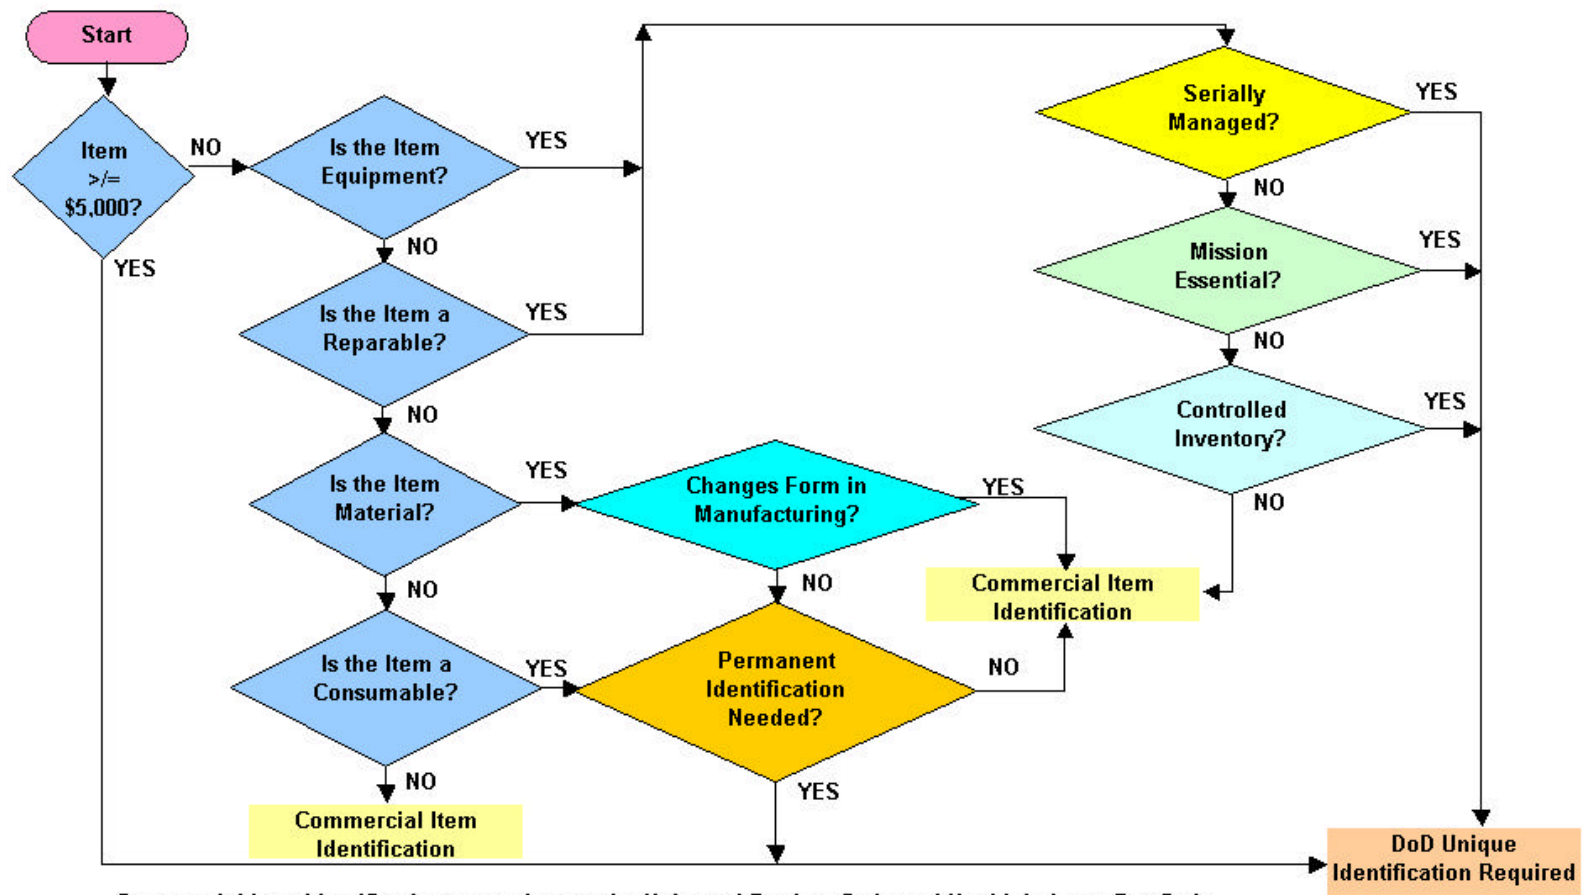 Start
Item
>/=
$5,000?
NO
YES
Is the Item
Equipment?
YES
NO
Is the Item a
Reparable?
YES
NO
Is the Item
Material?
YES
NO
Is the Item a
Consumable?
YES
NO
Commercial Item
Identification
Changes Form in
Manufacturing?
YES
NO
Permanent
Identification
Needed?
NO
YES
Commercial Item
Identification
Serially
Managed?
YES
NO
Mission
Essential?
YES
NO
Controlled
Inventory?
YES
NO
DoD Unique
Identification Required